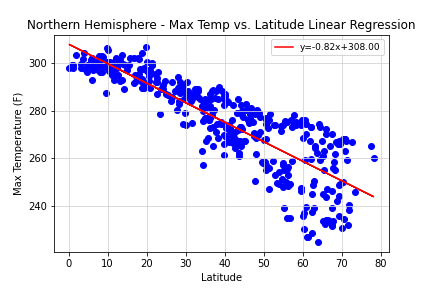 Northern Hemisphere - Max Temp vs. Latitude Linear Regression
y=-0.82x+308.00
300
280
260
240
Max Temperature (F)
0 10 20 30 40 50 60 70 80
Latitude